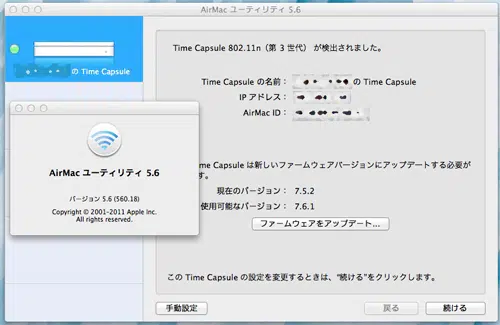 AirMac ユーティリティ 5.6
の Time Capsule
Time Capsule 802.11n（第 3 世代） が検出されました。
Time Capsule の名前：
の Time Capsule
IP アドレス：
AirMac ID：
AirMac ユーティリティ 5.6
バージョン 5.6 (560.18)
Copyright © 2001-2011 Apple Inc.
All rights reserved.
ime Capsule は新しいファームウェアバージョンにアップデートする必要が
す。
現在のバージョン： 7.5.2
使用可能なバージョン： 7.6.1
ファームウェアをアップデート...
この Time Capsule の設定を変更するときは、“続ける”をクリックします。
手動設定
戻る
続ける